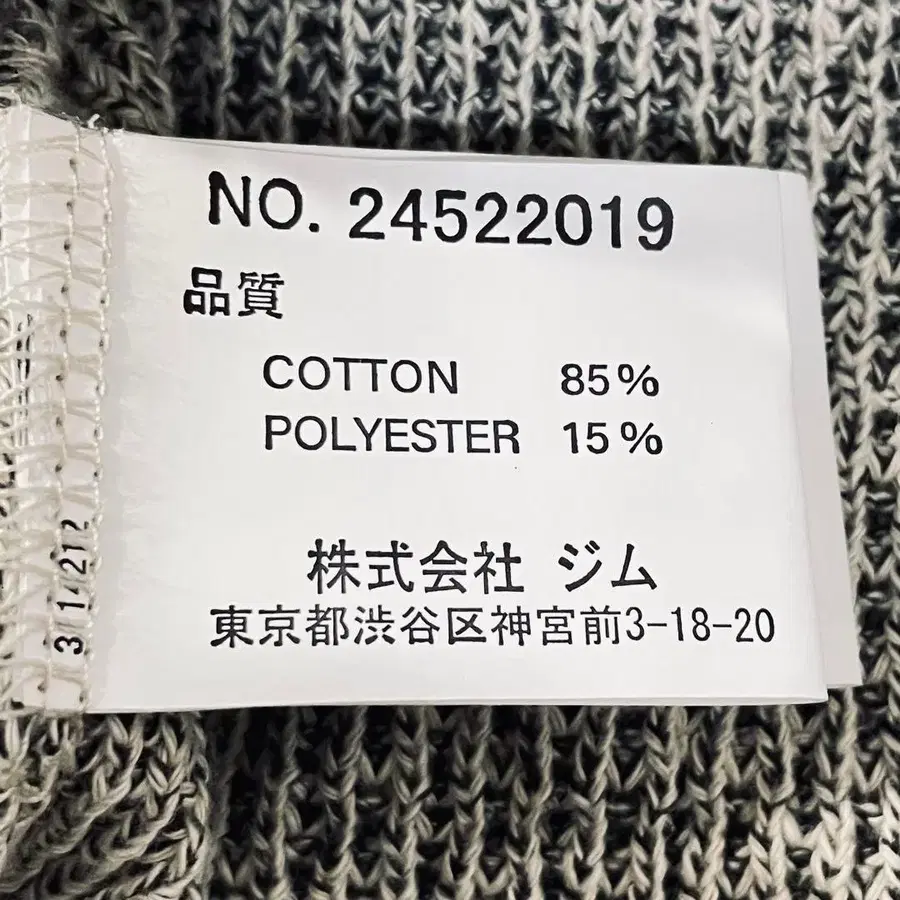 NO. 24522019
品質
COTTON 85%
POLYESTER 15%
株式会社 ジム
東京都渋谷区神宮前3-18-20